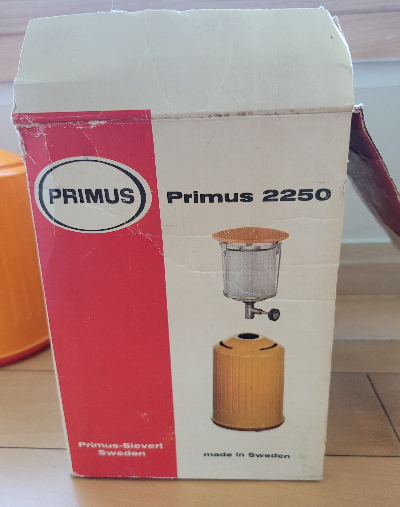 PRIMUS
Primus 2250
Primus-Sievert
Sweden
made in Sweden